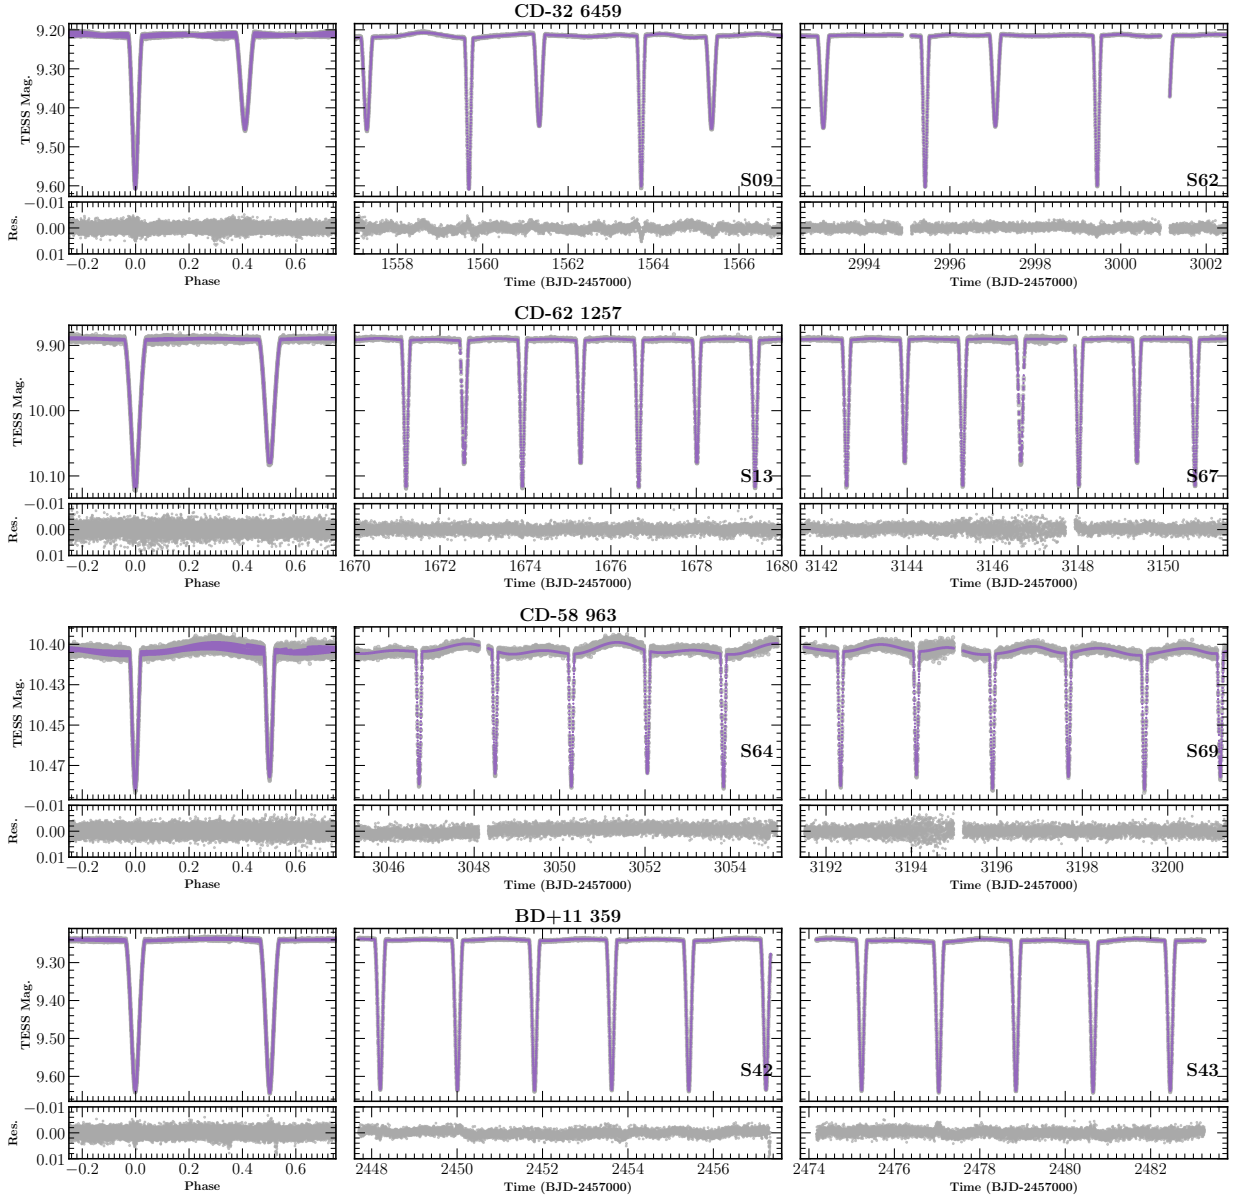 CD-32 6459
9.20
9.30
9.40
9.50
9.60
TESS Mag.
S09
S62
−0.01
0.00
0.01
Res.
−0.2 0.0 0.2 0.4 0.6
1558 1560 1562 1564 1566
2994 2996 2998 3000 3002
Phase
Time (BJD-2457000)
Time (BJD-2457000)
CD-62 1257
9.90
10.00
10.10
TESS Mag.
S13
S67
−0.01
0.00
0.01
Res.
−0.2 0.0 0.2 0.4 0.6
1670 1672 1674 1676 1678 1680
3142 3144 3146 3148 3150
Phase
Time (BJD-2457000)
Time (BJD-2457000)
CD-58 963
10.40
10.43
10.45
10.47
TESS Mag.
S64
S69
−0.01
0.00
0.01
Res.
−0.2 0.0 0.2 0.4 0.6
3046 3048 3050 3052 3054
3192 3194 3196 3198 3200
Phase
Time (BJD-2457000)
Time (BJD-2457000)
BD+11 359
9.30
9.40
9.50
9.60
TESS Mag.
S42
S43
−0.01
0.00
0.01
Res.
−0.2 0.0 0.2 0.4 0.6
2448 2450 2452 2454 2456
2474 2476 2478 2480 2482
Phase
Time (BJD-2457000)
Time (BJD-2457000)